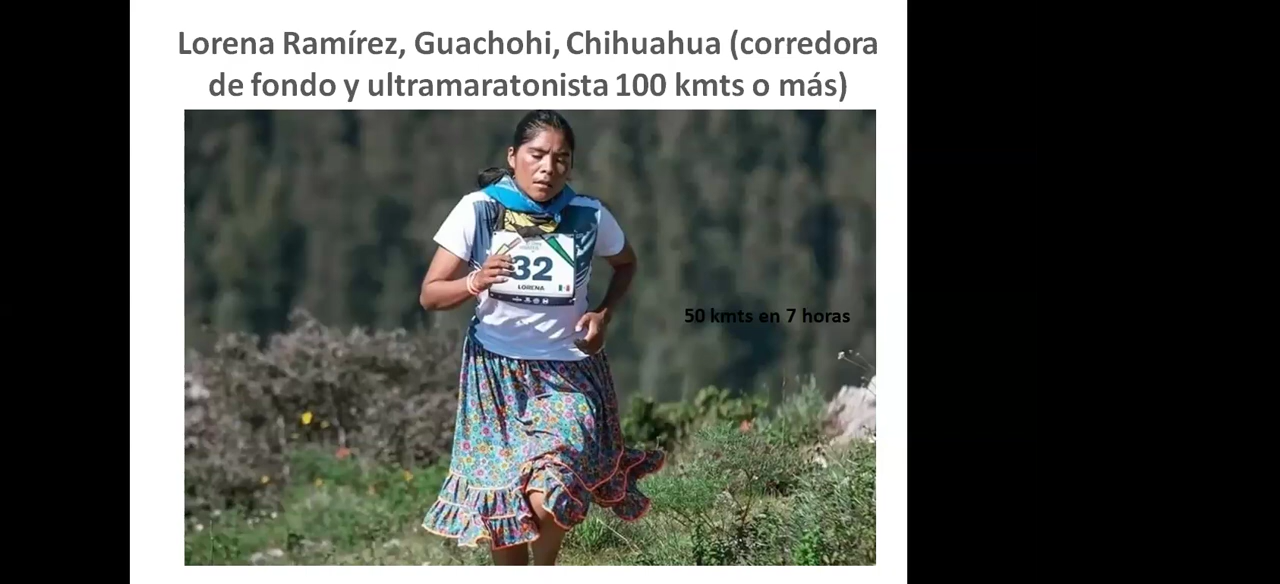 Lorena Ramírez, Guachohi, Chihuahua (corredora
de fondo y ultramaratonista 100 kmts o más)
32
LORENA
50 kmts en 7 horas